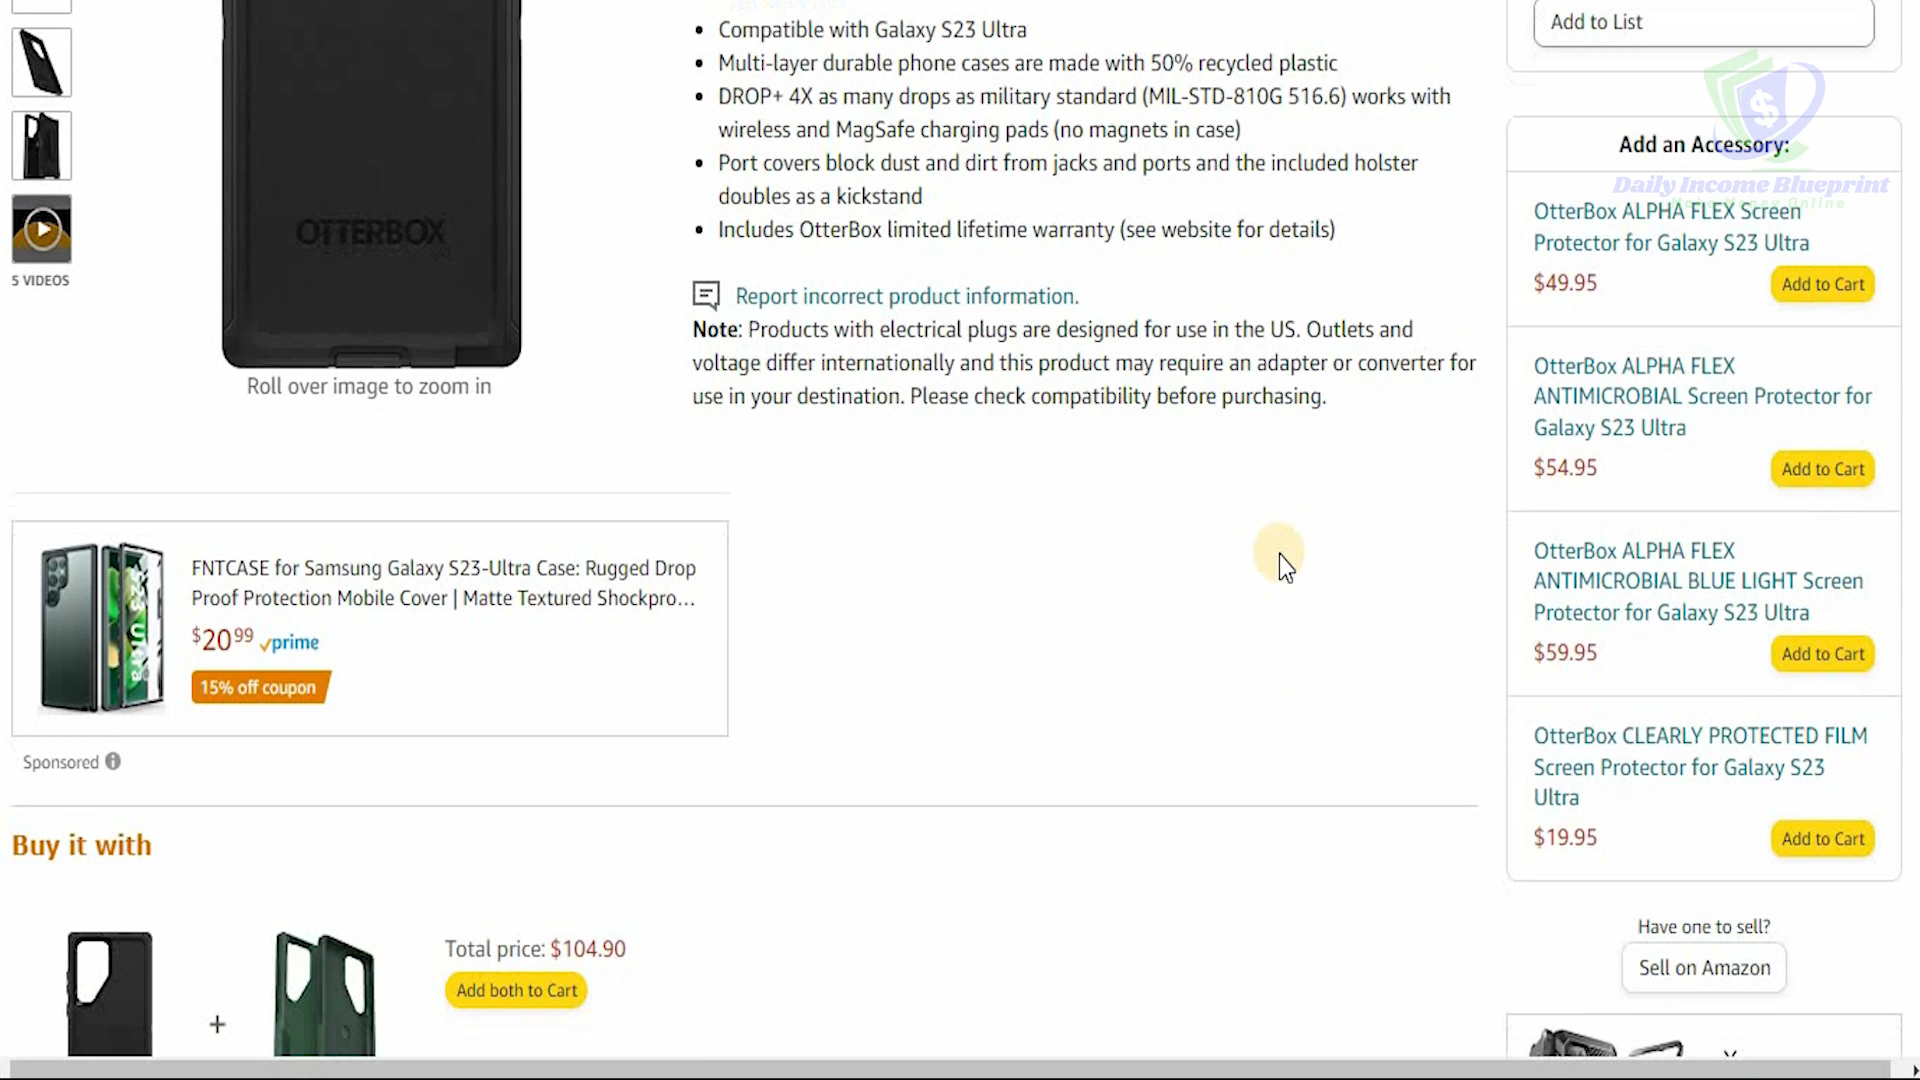 Compatible with Galaxy S23 Ultra
Multi-layer durable phone cases are made with 50% recycled plastic
DROP+ 4X as many drops as military standard (MIL-STD-810G 516.6) works with
wireless and MagSafe charging pads (no magnets in case)
Port covers block dust and dirt from jacks and ports and the included holster
doubles as a kickstand
Includes OtterBox limited lifetime warranty (see website for details)
Report incorrect product information.
Note: Products with electrical plugs are designed for use in the US. Outlets and
voltage differ internationally and this product may require an adapter or converter for
use in your destination. Please check compatibility before purchasing.
OTTERBOX
5 VIDEOS
Roll over image to zoom in
FNTCASE for Samsung Galaxy S23-Ultra Case: Rugged Drop
Proof Protection Mobile Cover | Matte Textured Shockpro...
$20.99 prime
15% off coupon
S23 ULTRA
Sponsored
Buy it with
+
Total price: $104.90
Add both to Cart
Add to List
Add an Accessory:
Daily Income Blueprint
Make Money Online
OtterBox ALPHA FLEX Screen
Protector for Galaxy S23 Ultra
$49.95
Add to Cart
OtterBox ALPHA FLEX
ANTIMICROBIAL Screen Protector for
Galaxy S23 Ultra
$54.95
Add to Cart
OtterBox ALPHA FLEX
ANTIMICROBIAL BLUE LIGHT Screen
Protector for Galaxy S23 Ultra
$59.95
Add to Cart
OtterBox CLEARLY PROTECTED FILM
Screen Protector for Galaxy S23
Ultra
$19.95
Add to Cart
Have one to sell?
Sell on Amazon